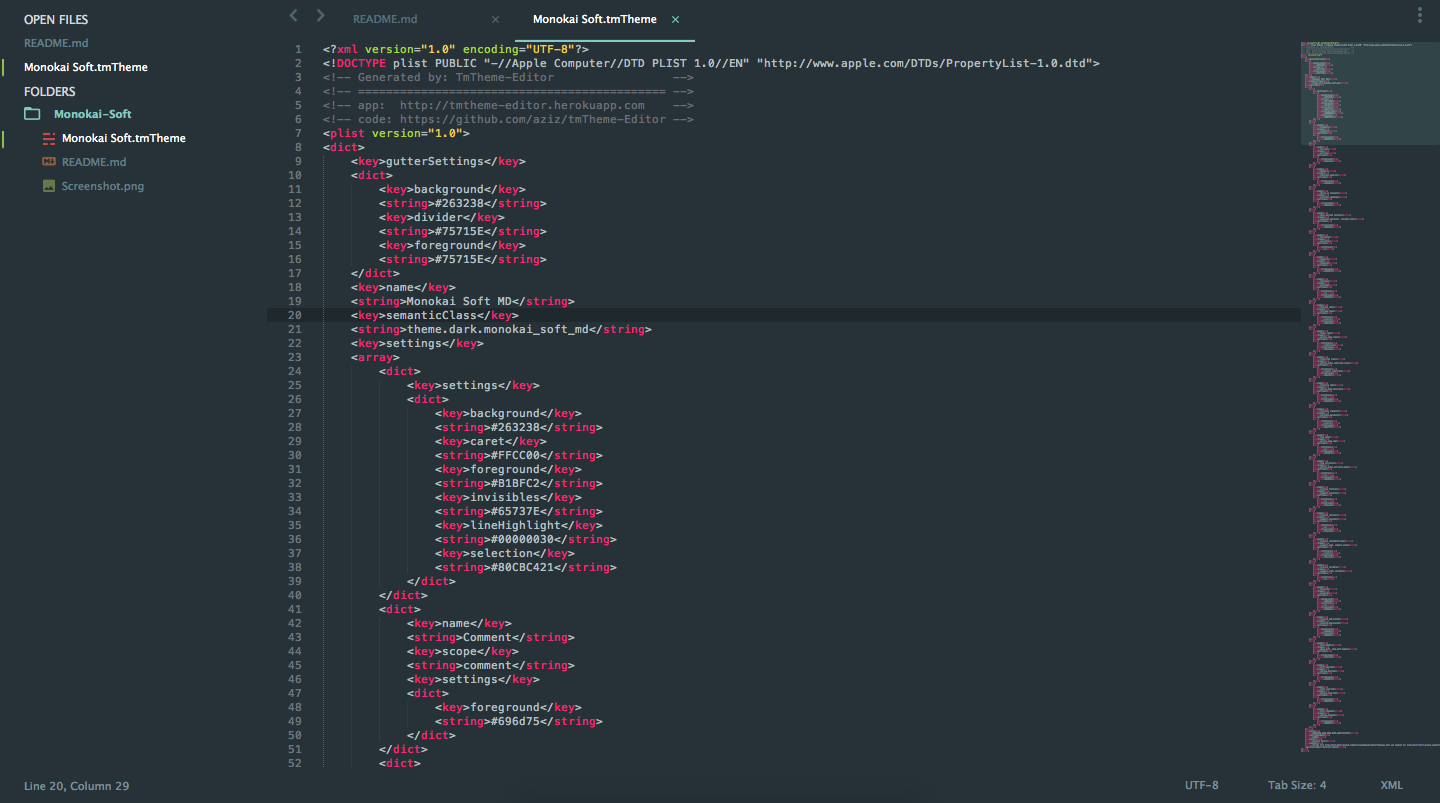 OPEN FILES
README.md
Monokai Soft.tmTheme
FOLDERS
Monokai-Soft
Monokai Soft.tmTheme
README.md
Screenshot.png
README.md
Monokai Soft.tmTheme
1 <?xml version="1.0" encoding="UTF-8"?>
2 <!DOCTYPE plist PUBLIC "-//Apple Computer//DTD PLIST 1.0//EN" "http://www.apple.com/DTDs/PropertyList-1.0.dtd">
3 <!-- Generated by: TmTheme-Editor -->
4 <!-- ============================================ -->
5 <!-- app: http://tmtheme-editor.herokuapp.com -->
6 <!-- code: https://github.com/aziz/tmTheme-Editor -->
7 <plist version="1.0">
8 <dict>
9 <key>gutterSettings</key>
10 <dict>
11 <key>background</key>
12 <string>#263238</string>
13 <key>divider</key>
14 <string>#75715E</string>
15 <key>foreground</key>
16 <string>#75715E</string>
17 </dict>
18 <key>name</key>
19 <string>Monokai Soft MD</string>
20 <key>semanticClass</key>
21 <string>theme.dark.monokai_soft_md</string>
22 <key>settings</key>
23 <array>
24 <dict>
25 <key>settings</key>
26 <dict>
27 <key>background</key>
28 <string>#263238</string>
29 <key>caret</key>
30 <string>#FFCC00</string>
31 <key>foreground</key>
32 <string>#B1BFC2</string>
33 <key>invisibles</key>
34 <string>#65737E</string>
35 <key>lineHighlight</key>
36 <string>#00000030</string>
37 <key>selection</key>
38 <string>#80CBC421</string>
39 </dict>
40 </dict>
41 <dict>
42 <key>name</key>
43 <string>Comment</string>
44 <key>scope</key>
45 <string>comment</string>
46 <key>settings</key>
47 <dict>
48 <key>foreground</key>
49 <string>#696d75</string>
50 </dict>
51 </dict>
52 <dict>
Line 20, Column 29
UTF-8
Tab Size: 4
XML